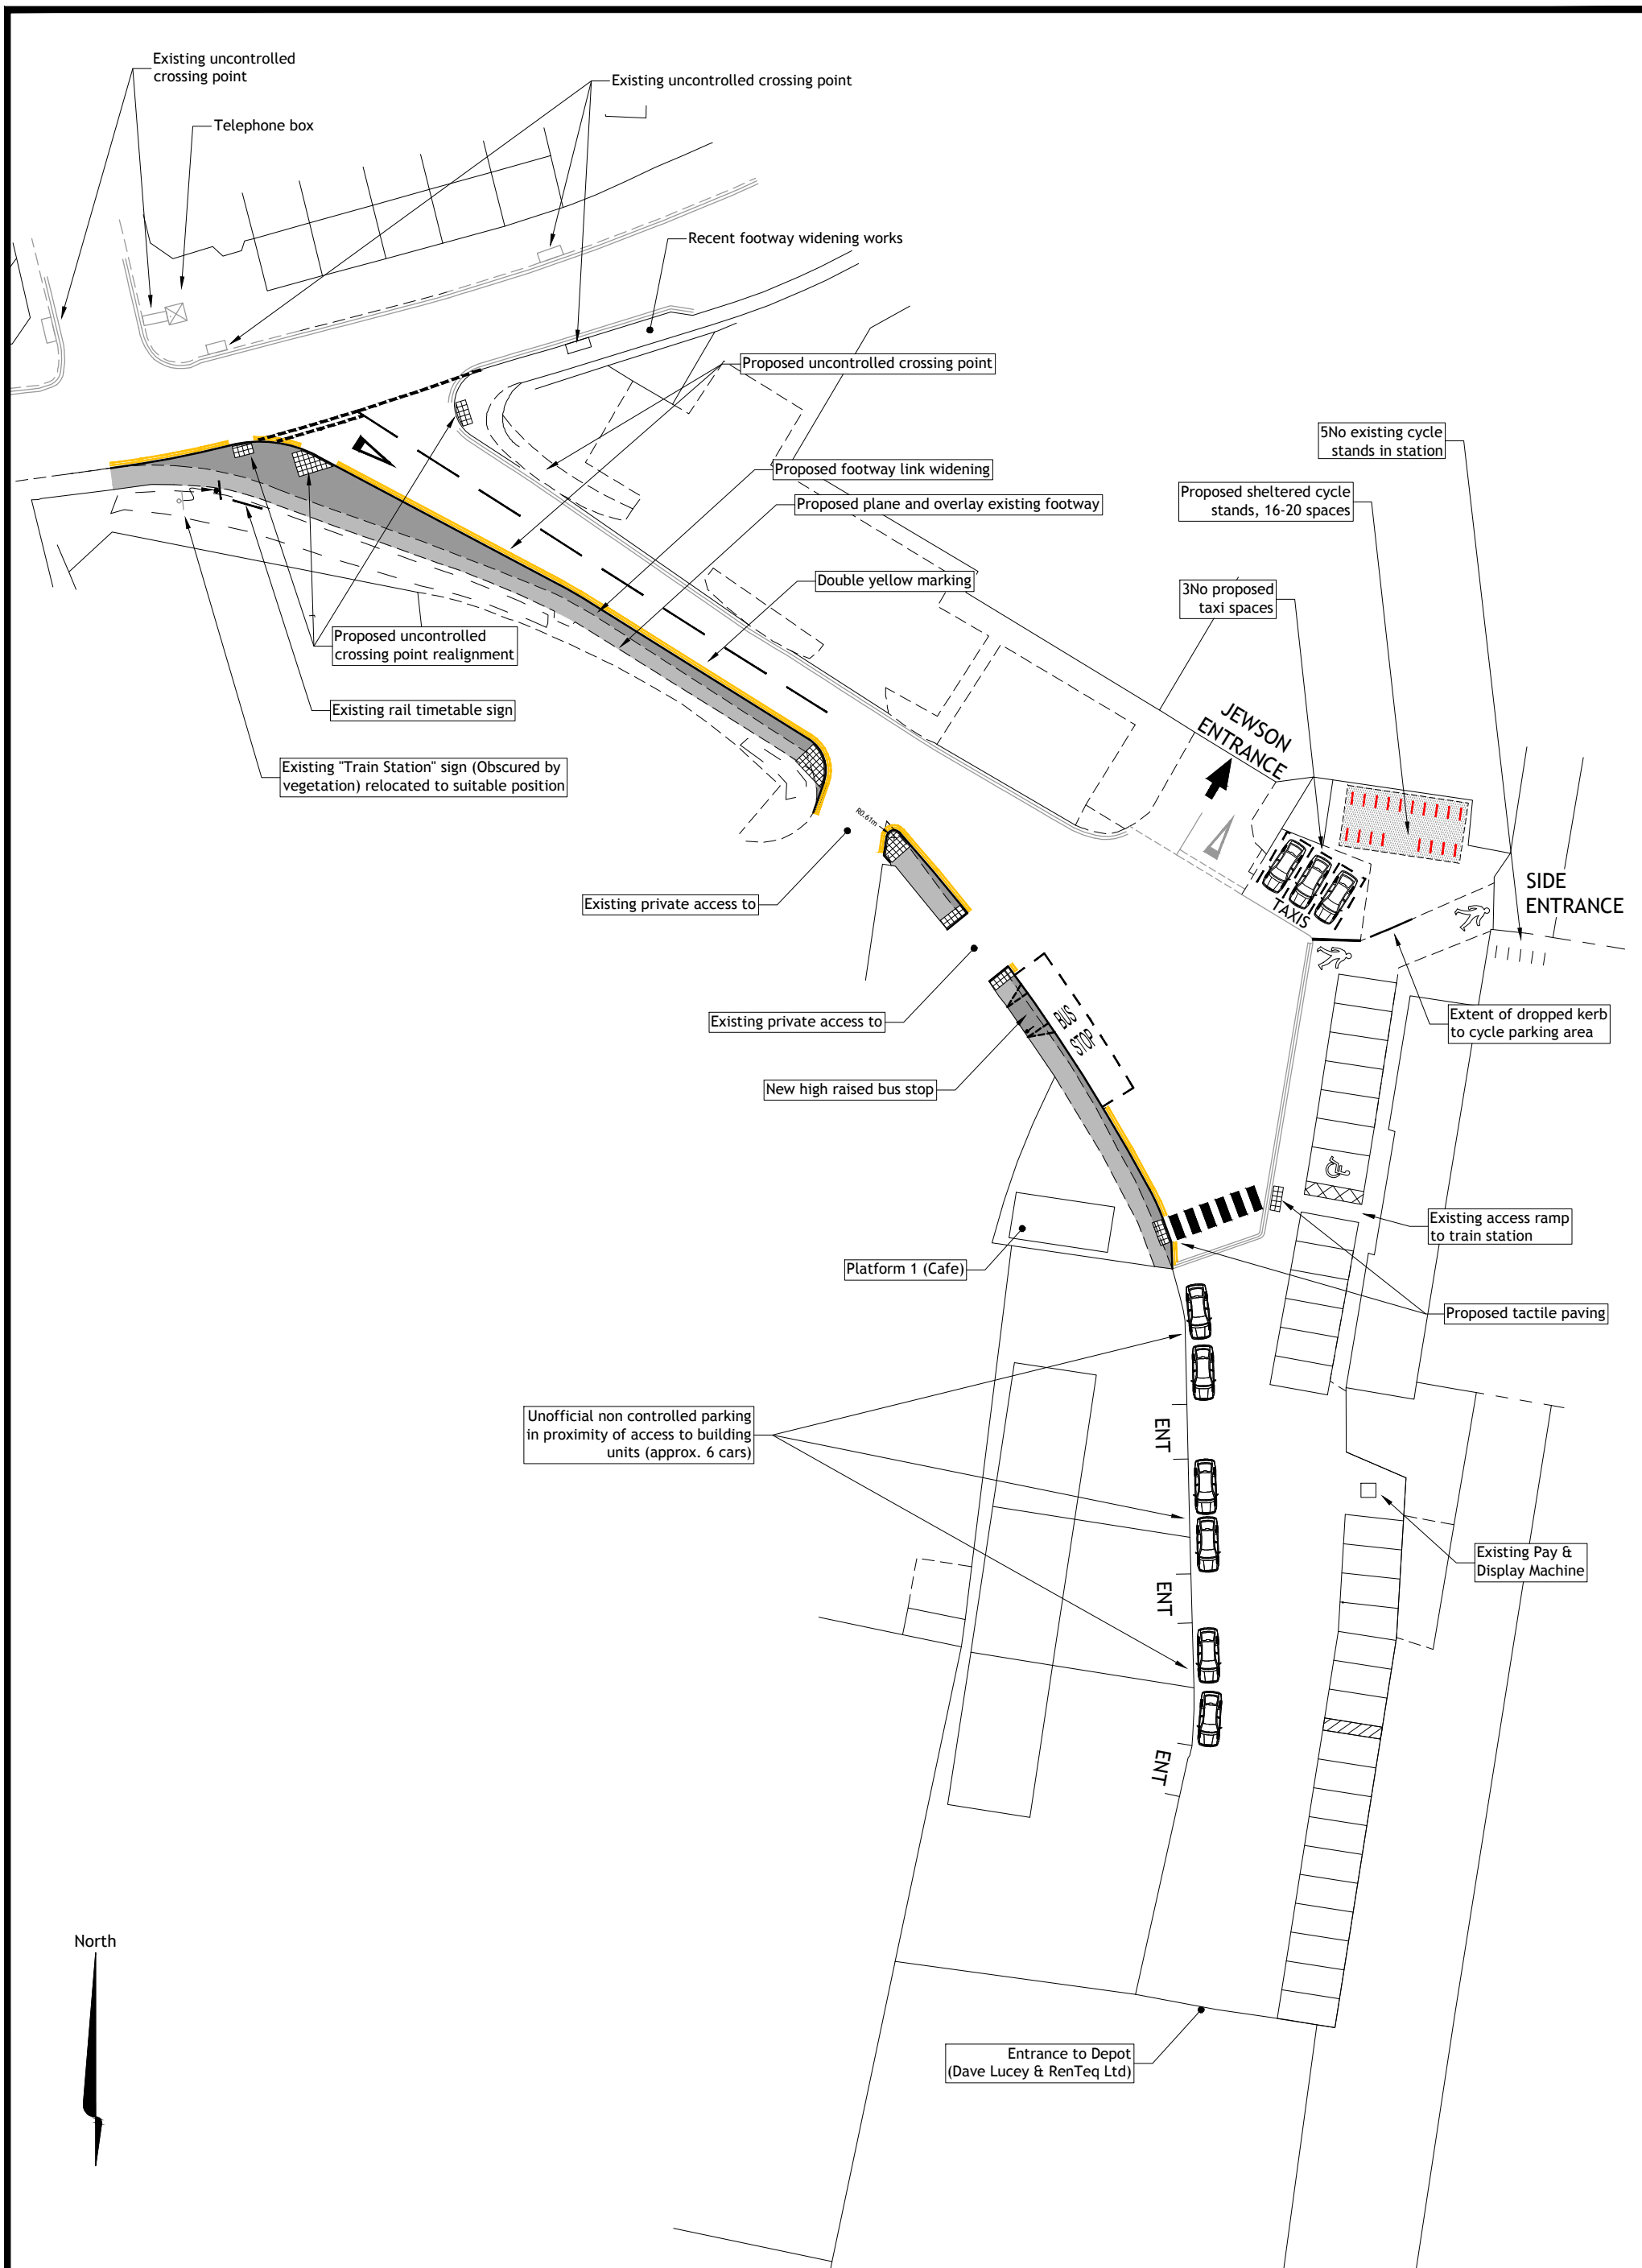 Existing uncontrolled
crossing point
Existing uncontrolled crossing point
Telephone box
Recent footway widening works
Proposed uncontrolled crossing point
5No existing cycle
stands in station
Proposed footway link widening
Proposed sheltered cycle
stands, 16-20 spaces
Proposed plane and overlay existing footway
Double yellow marking
3No proposed
taxi spaces
Proposed uncontrolled
crossing point realignment
Existing rail timetable sign
JEWSON
ENTRANCE
Existing "Train Station" sign (Obscured by
vegetation) relocated to suitable position
R0.61m
SIDE
ENTRANCE
TAXIS
Existing private access to
Existing private access to
BUS
STOP
Extent of dropped kerb
to cycle parking area
New high raised bus stop
Existing access ramp
to train station
Platform 1 (Cafe)
Proposed tactile paving
Unofficial non controlled parking
in proximity of access to building
units (approx. 6 cars)
ENT
Existing Pay &
Display Machine
ENT
ENT
North
Entrance to Depot
(Dave Lucey & RenTeq Ltd)